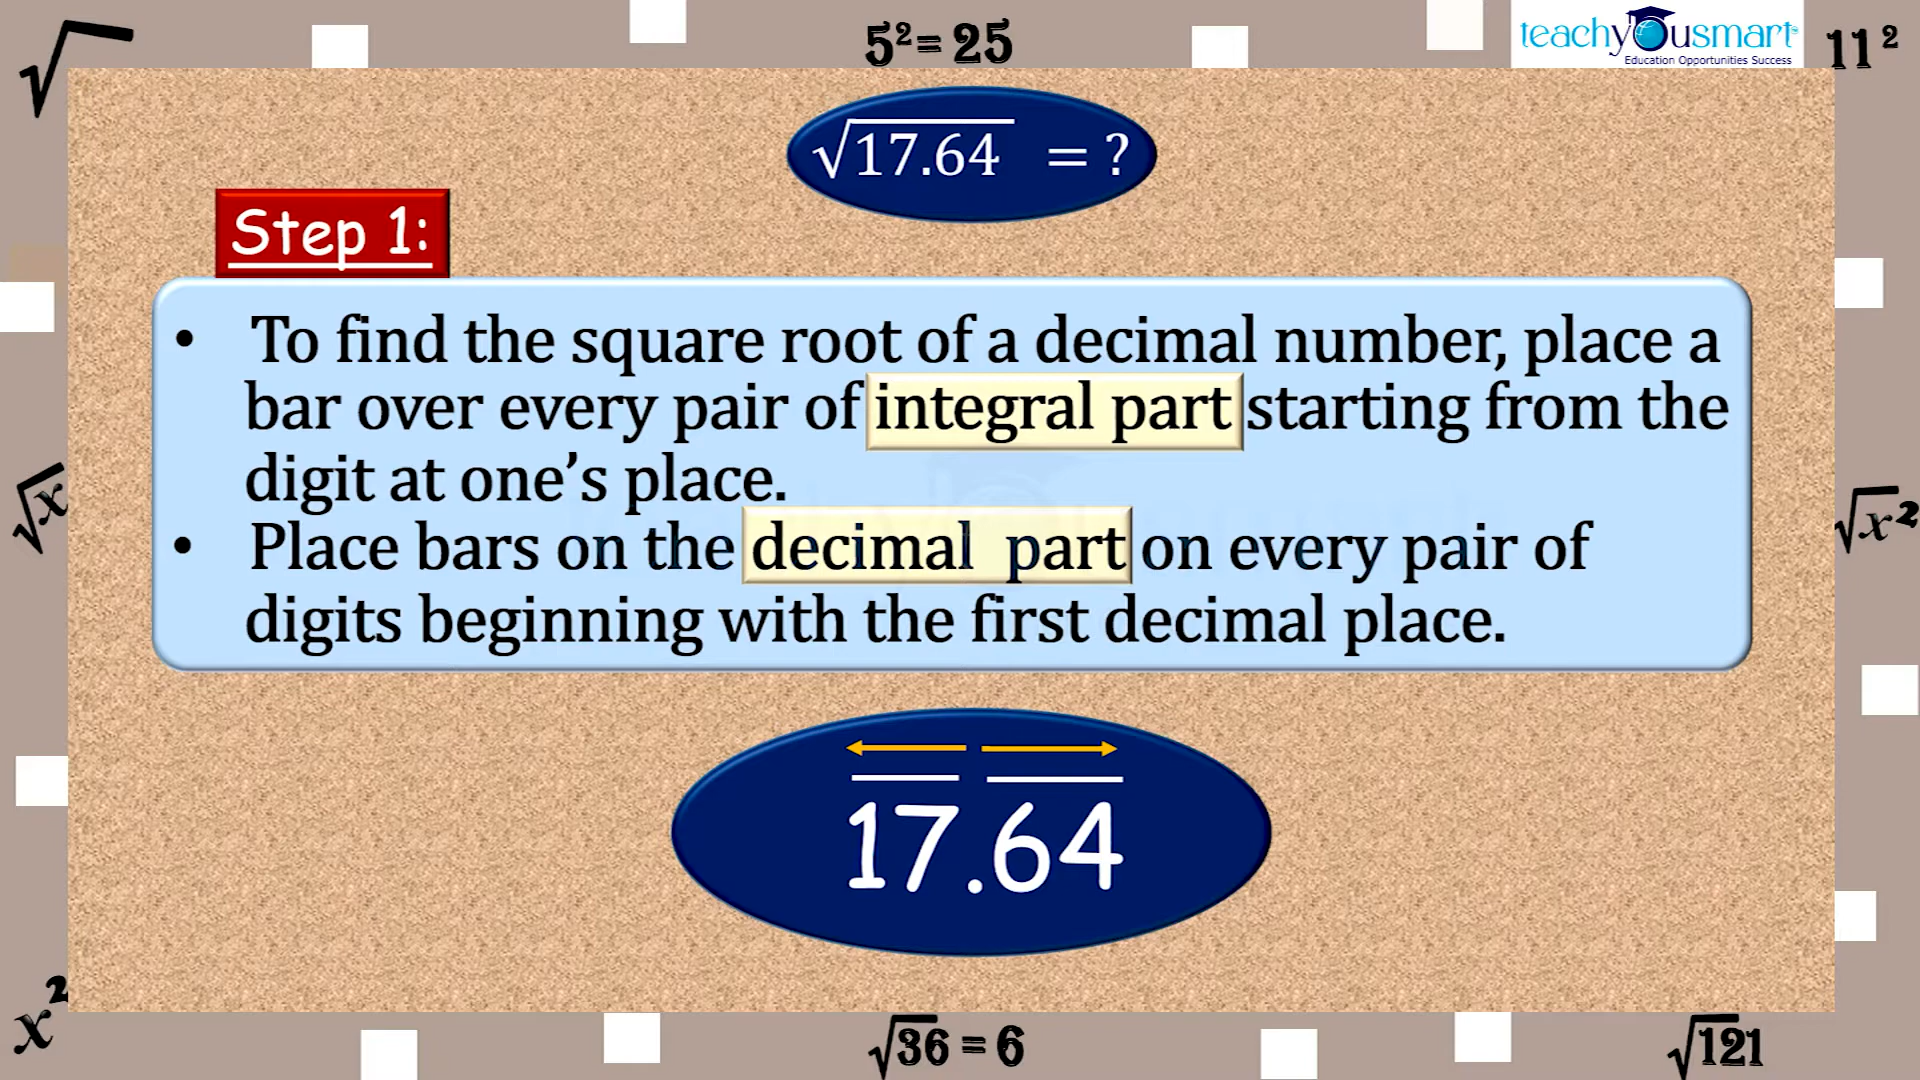 5²= 25
teachyousmart
Education Opportunities Success
11²
√17.64 = ?
Step 1:
• To find the square root of a decimal number, place a
bar over every pair of integral part starting from the
digit at one’s place.
• Place bars on the decimal part on every pair of
digits beginning with the first decimal place.
√x
√x²
17.64
x²
√36 = 6
√121